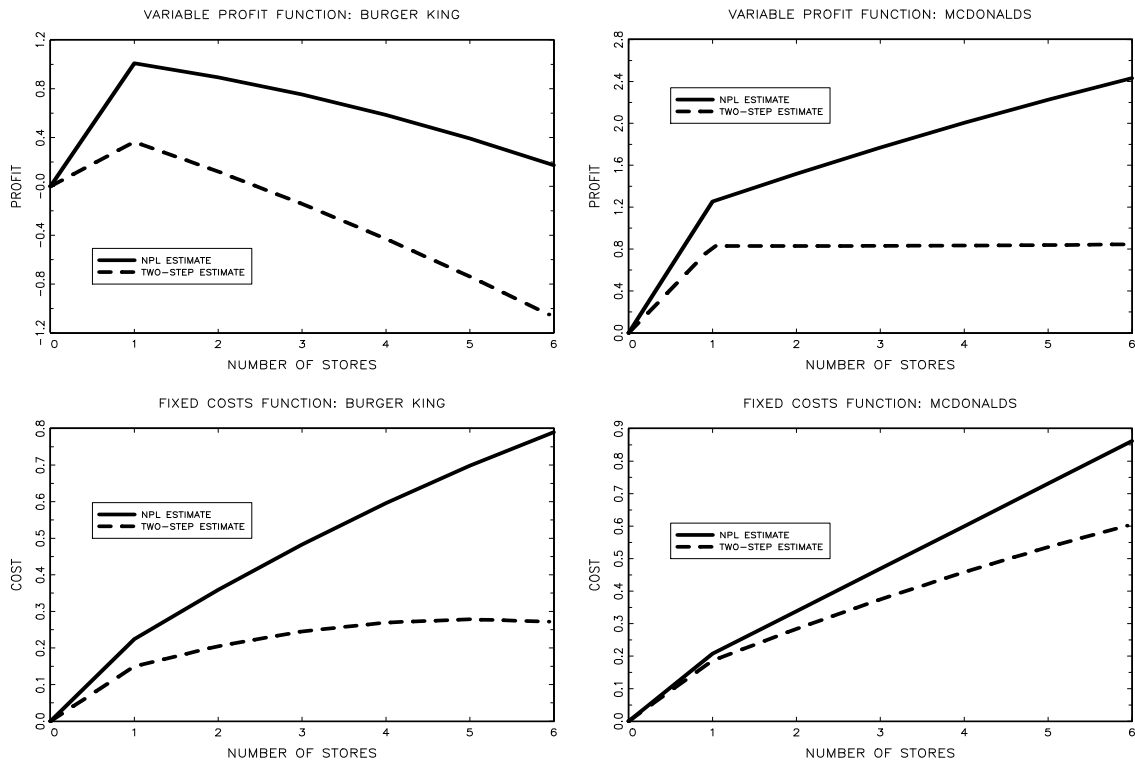 VARIABLE PROFIT FUNCTION: BURGER KING
1.2
0.8
0.4
-0.0
-0.4
-0.8
-1.2
PROFIT
NPL ESTIMATE
TWO-STEP ESTIMATE
0 1 2 3 4 5 6
NUMBER OF STORES
VARIABLE PROFIT FUNCTION: MCDONALDS
2.8
2.4
2.0
1.6
1.2
0.8
0.4
0.0
PROFIT
NPL ESTIMATE
TWO-STEP ESTIMATE
0 1 2 3 4 5 6
NUMBER OF STORES
FIXED COSTS FUNCTION: BURGER KING
0.8
0.7
0.6
0.5
0.4
0.3
0.2
0.1
0.0
COST
NPL ESTIMATE
TWO-STEP ESTIMATE
0 1 2 3 4 5 6
NUMBER OF STORES
FIXED COSTS FUNCTION: MCDONALDS
0.9
0.8
0.7
0.6
0.5
0.4
0.3
0.2
0.1
0.0
COST
NPL ESTIMATE
TWO-STEP ESTIMATE
0 1 2 3 4 5 6
NUMBER OF STORES